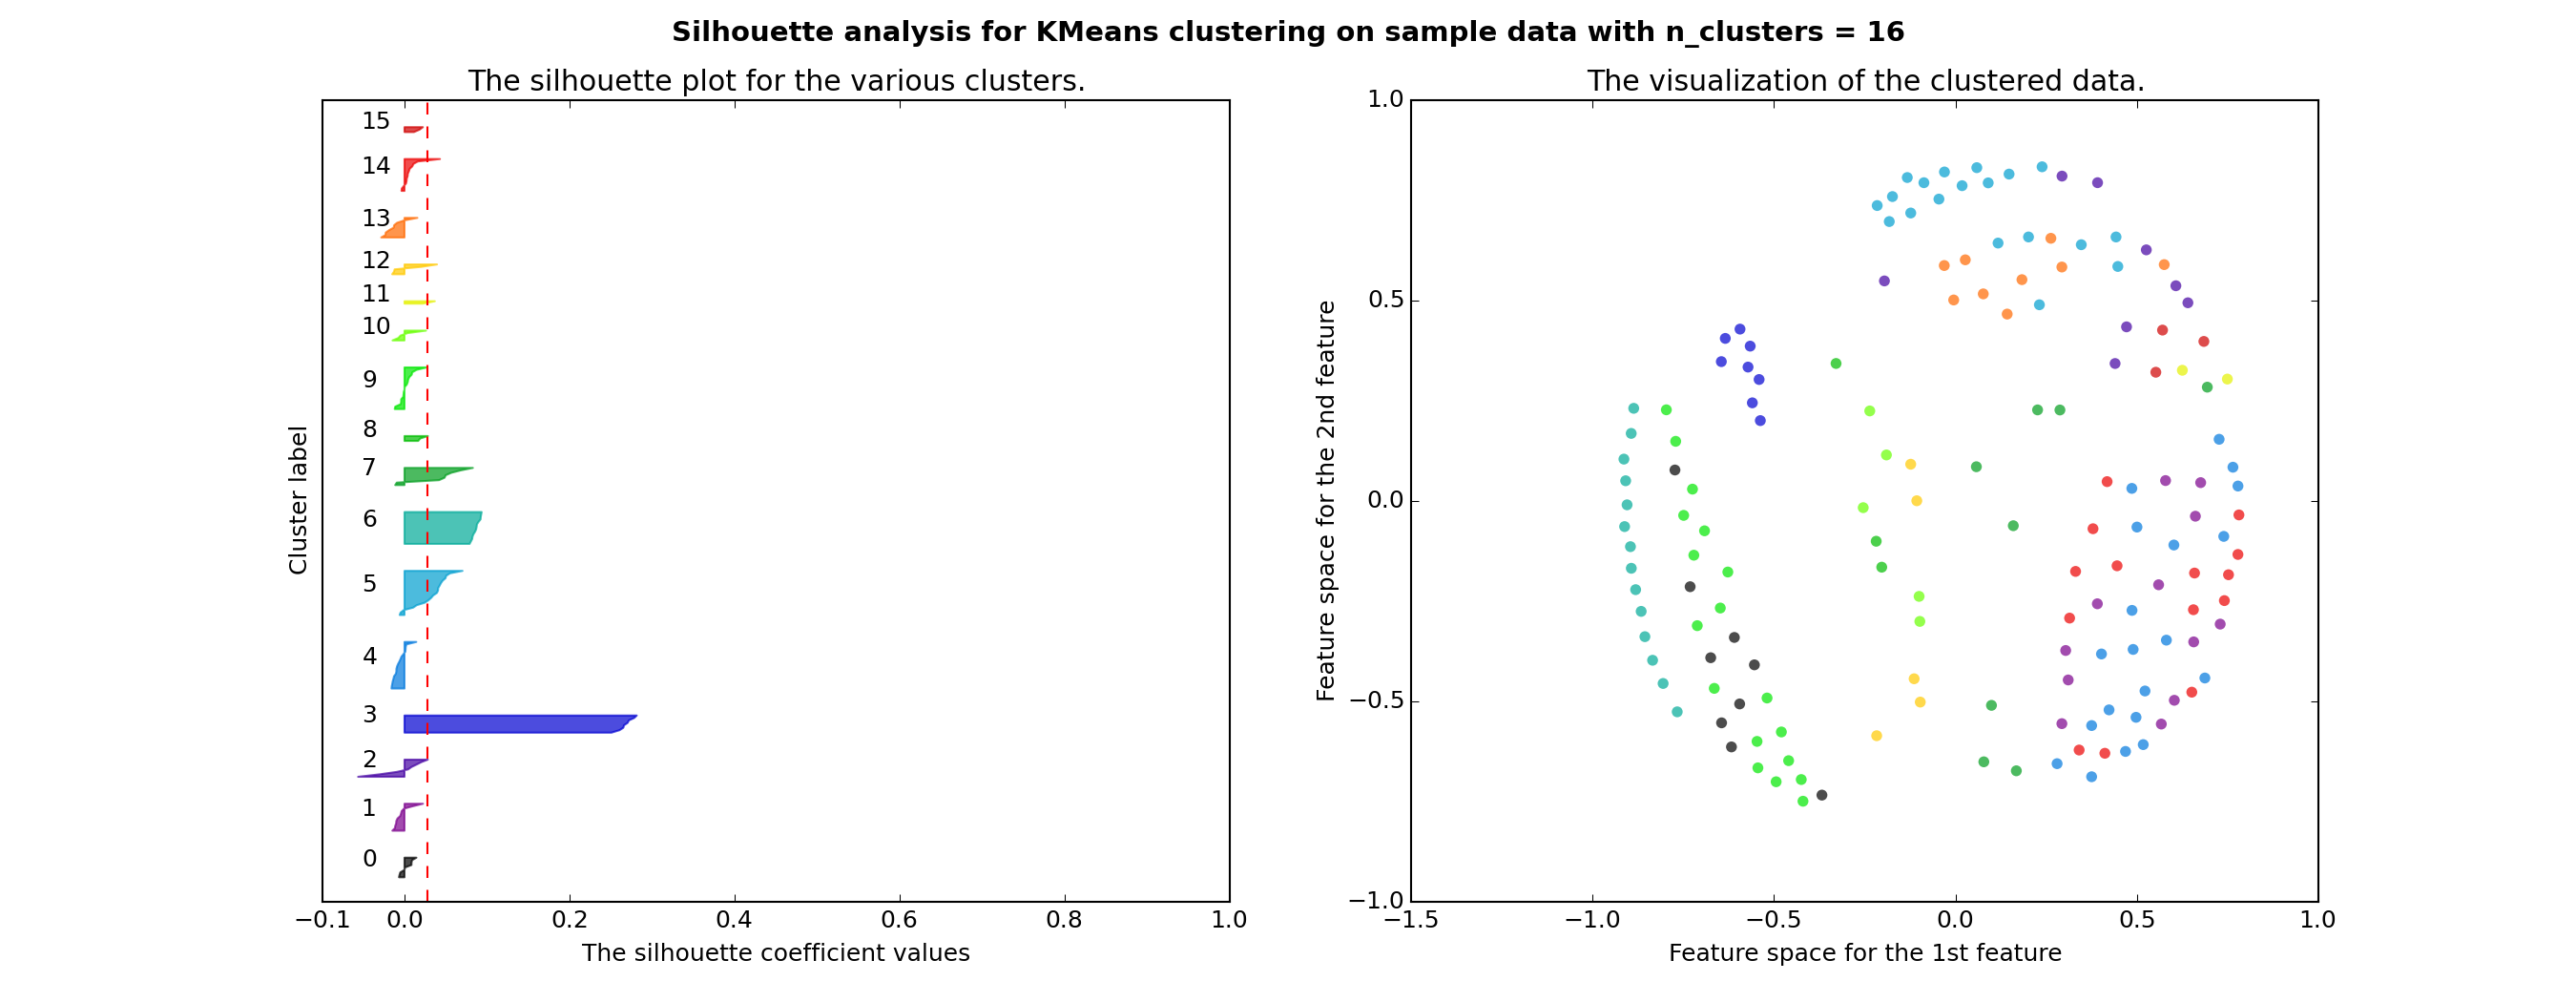 Silhouette analysis for KMeans clustering on sample data with n_clusters = 16
The silhouette plot for the various clusters.
15
14
13
12
11
10
9
8
7
6
5
4
3
2
1
0
Cluster label
−0.1 0.0 0.2 0.4 0.6 0.8 1.0
The silhouette coefficient values
The visualization of the clustered data.
1.0
0.5
0.0
−0.5
−1.0
Feature space for the 2nd feature
−1.5 −1.0 −0.5 0.0 0.5 1.0
Feature space for the 1st feature